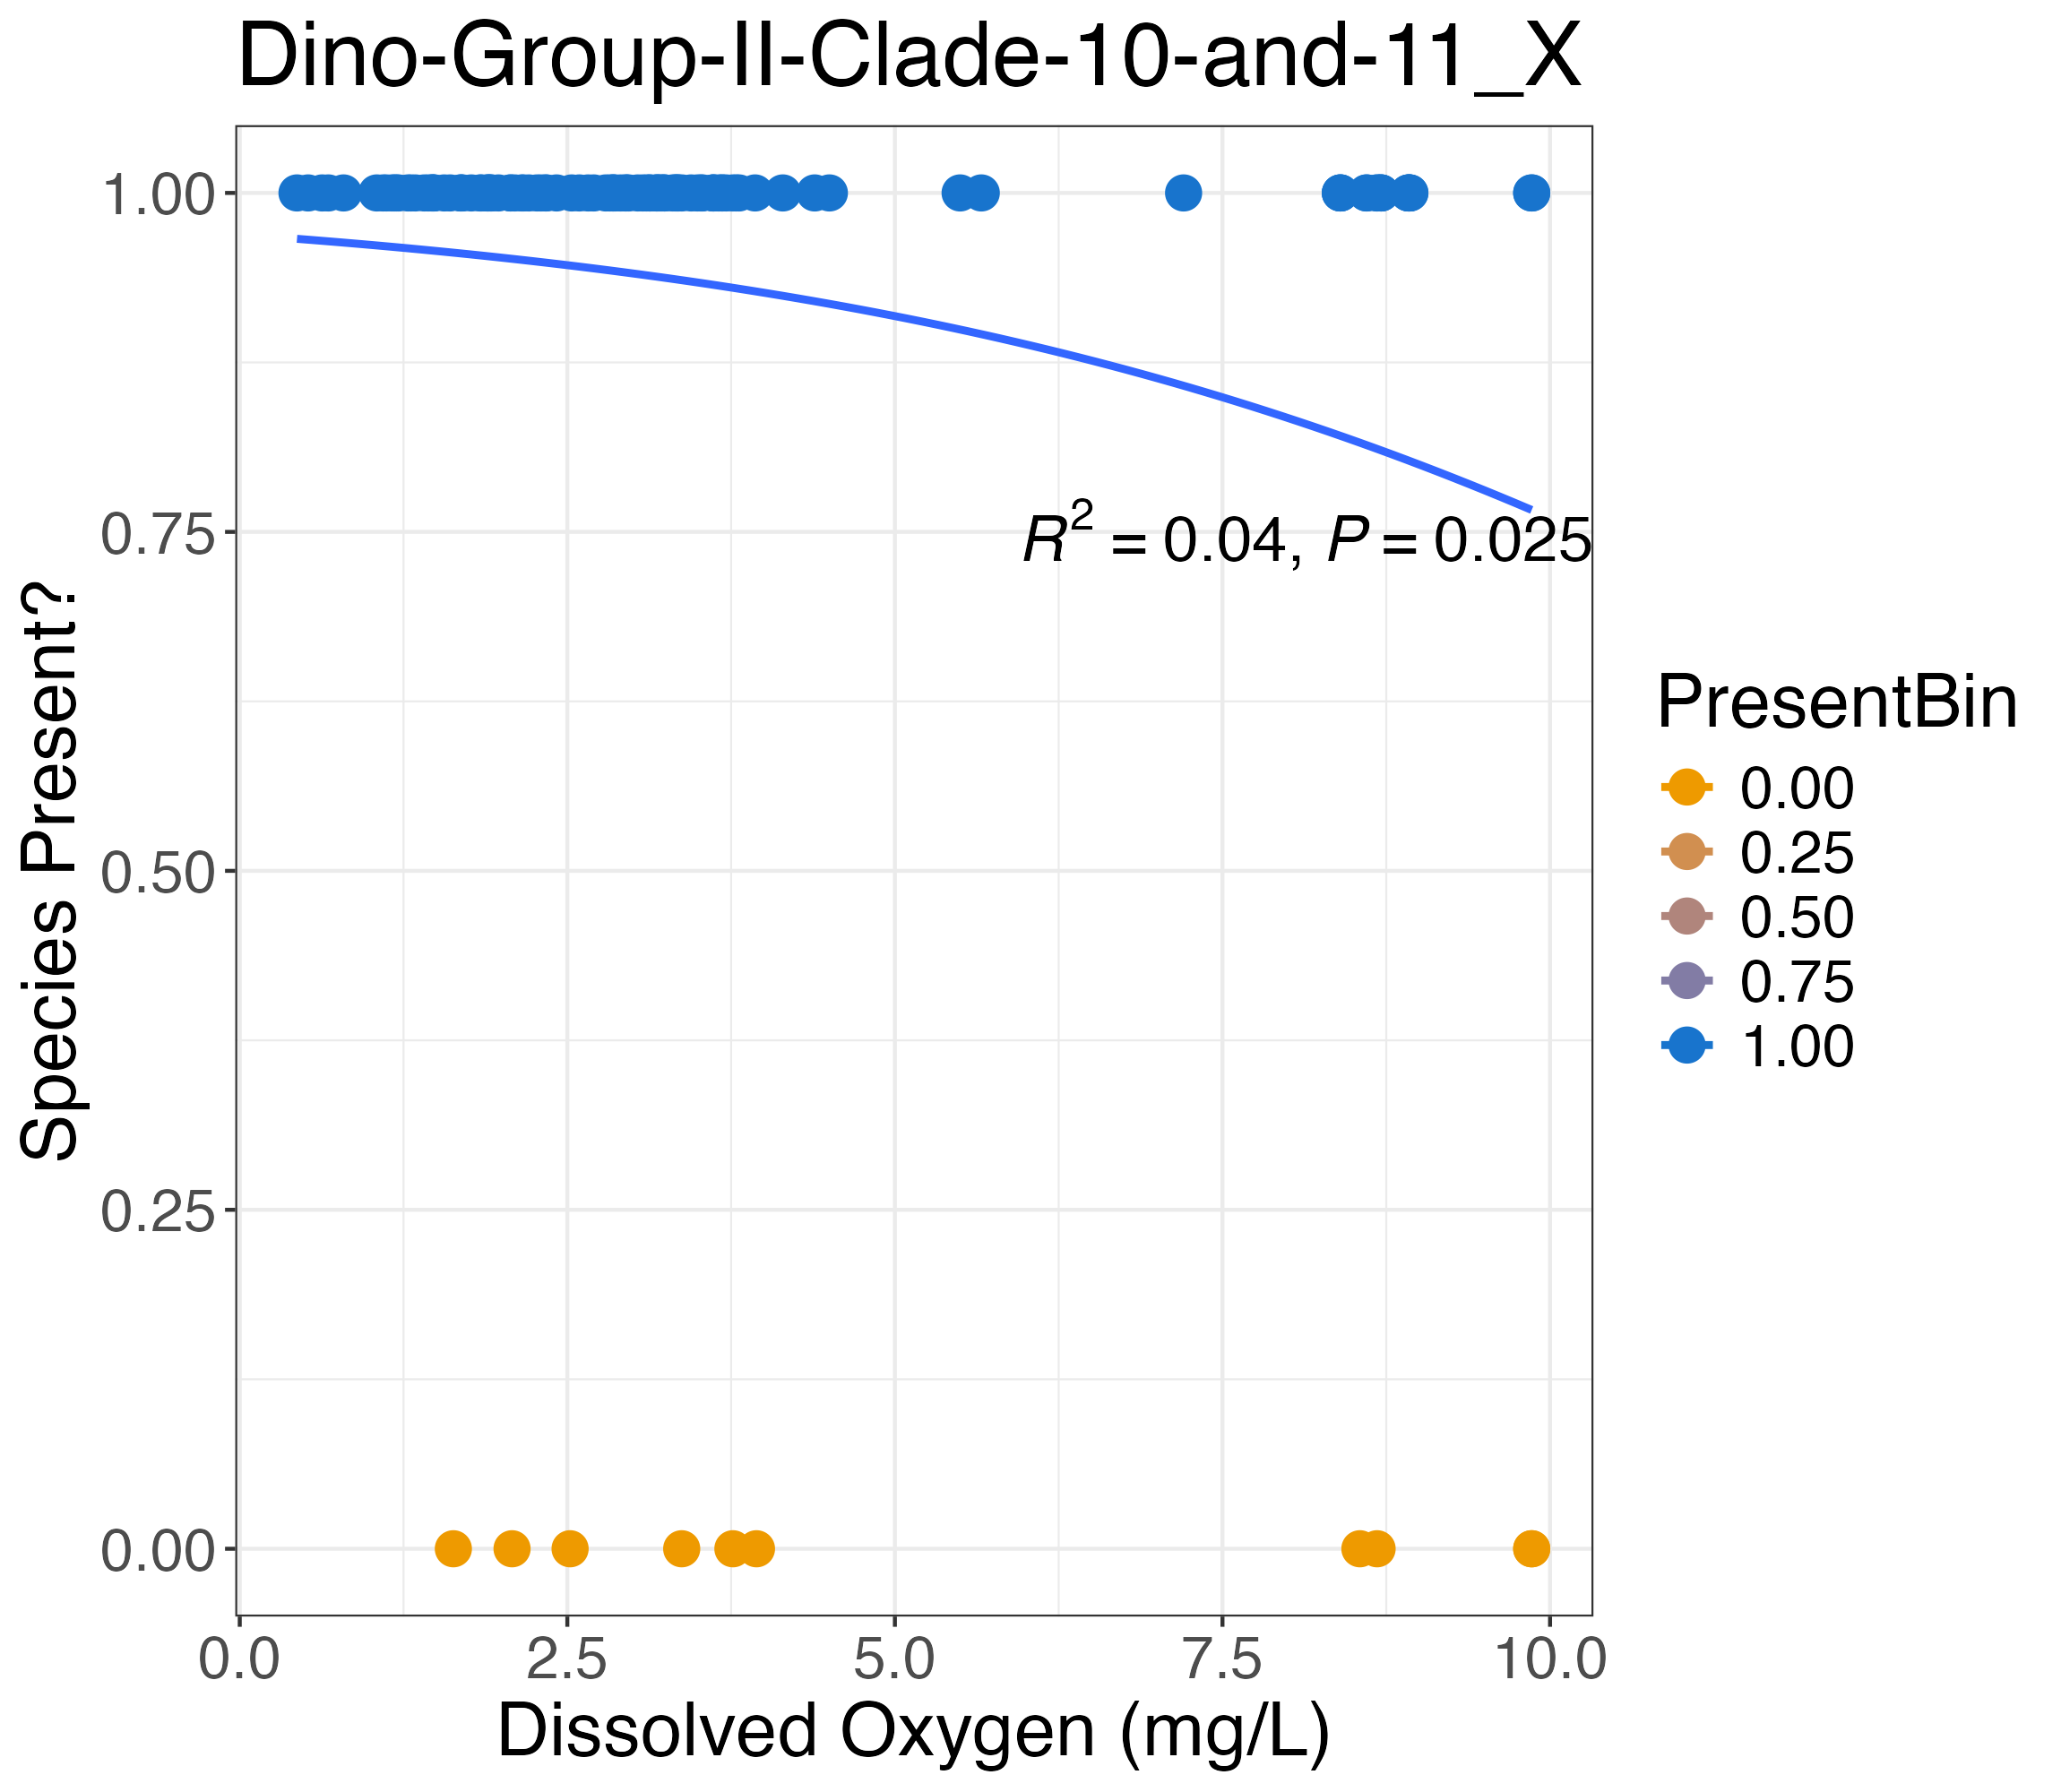 Dino-Group-II-Clade-10-and-11_X
1.00
0.75
0.50
0.25
0.00
Species Present?
R2 = 0.04, P = 0.025
0.0 2.5 5.0 7.5 10.0
Dissolved Oxygen (mg/L)
PresentBin
0.00
0.25
0.50
0.75
1.00